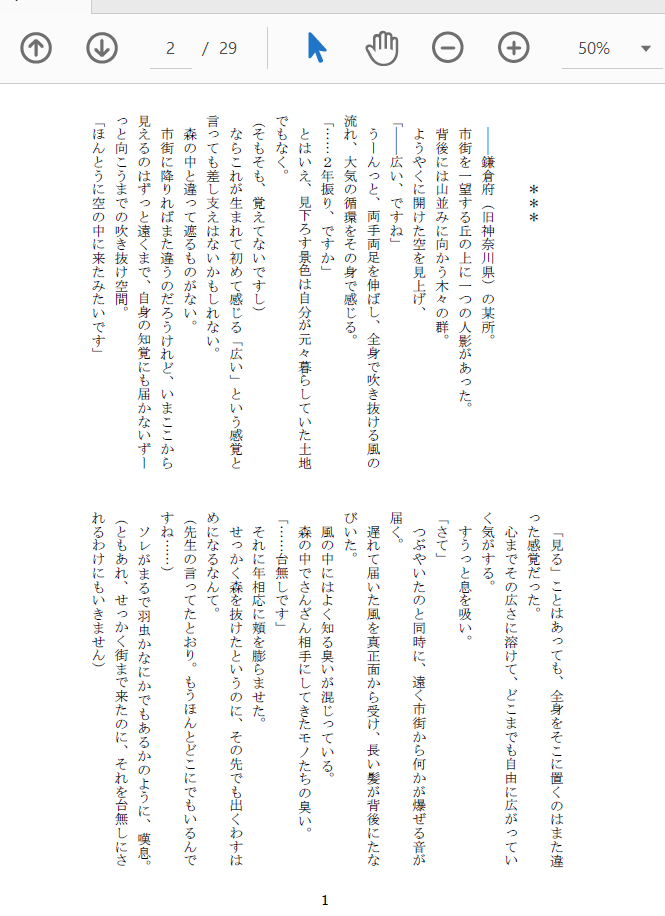 2 / 29
50%
＊＊＊
――鎌倉府（旧神奈川県）の某所。
市街を一望する丘の上に一つの人影があった。
背後には山並みに向かう木々の群。
ようやくに開けた空を見上げ、
「――広い、ですね」
うーんっと、両手両足を伸ばし、全身で吹き抜ける風の
流れ、大気の循環をその身で感じる。
「……２年振り、ですか」
とはいえ、見下ろす景色は自分が元々暮らしていた土地
でもなく。
（そもそも、覚えてないですし）
ならこれが生まれて初めて感じる「広い」という感覚と
言っても差し支えはないかもしれない。
森の中と違って遮るものがない。
市街に降りればまた違うのだろうけれど、いまここから
見えるのはずっと遠くまで、自身の知覚にも届かないずー
っと向こうまでの吹き抜け空間。
「ほんとうに空の中に来たみたいです」
「見る」ことはあっても、全身をそこに置くのはまた違
った感覚だった。
心までその広さに溶けて、どこまでも自由に広がってい
く気がする。
すうっと息を吸い。
「さて」
つぶやいたのと同時に、遠く市街から何かが爆ぜる音が
届く。
遅れて届いた風を真正面から受け、長い髪が背後にたな
びいた。
風の中にはよく知る臭いが混じっている。
森の中でさんざん相手にしてきたモノたちの臭い。
「……台無しです」
それに年相応に頬を膨らませた。
せっかく森を抜けたというのに、その先でも出くわすは
めになるなんて。
（先生の言ってたとおり。もうほんとどこにでもいるんで
すね……）
ソレがまるで羽虫かなにかでもあるかのように、嘆息。
（ともあれ、せっかく街まで来たのに、それを台無しにさ
れるわけにもいきません）
1